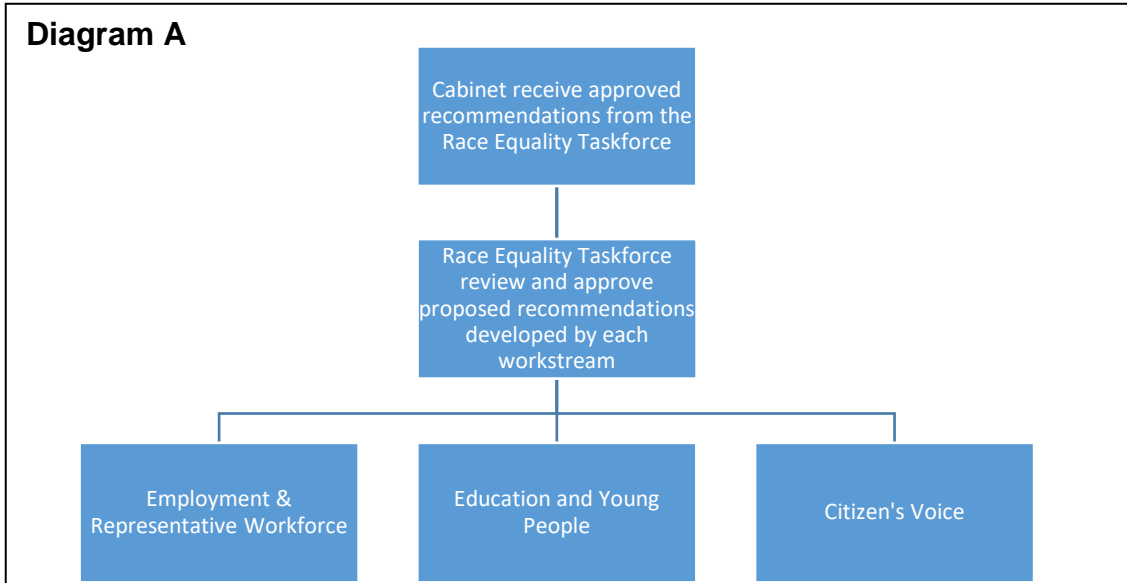 Diagram A
Cabinet receive approved
recommendations from the
Race Equality Taskforce
Race Equality Taskforce
review and approve
proposed recommendations
developed by each
workstream
Employment &
Representative Workforce
Education and Young
People
Citizen's Voice